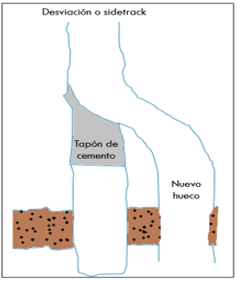 Desviación o sidetrack
Tapón de
cemento
Nuevo
hueco